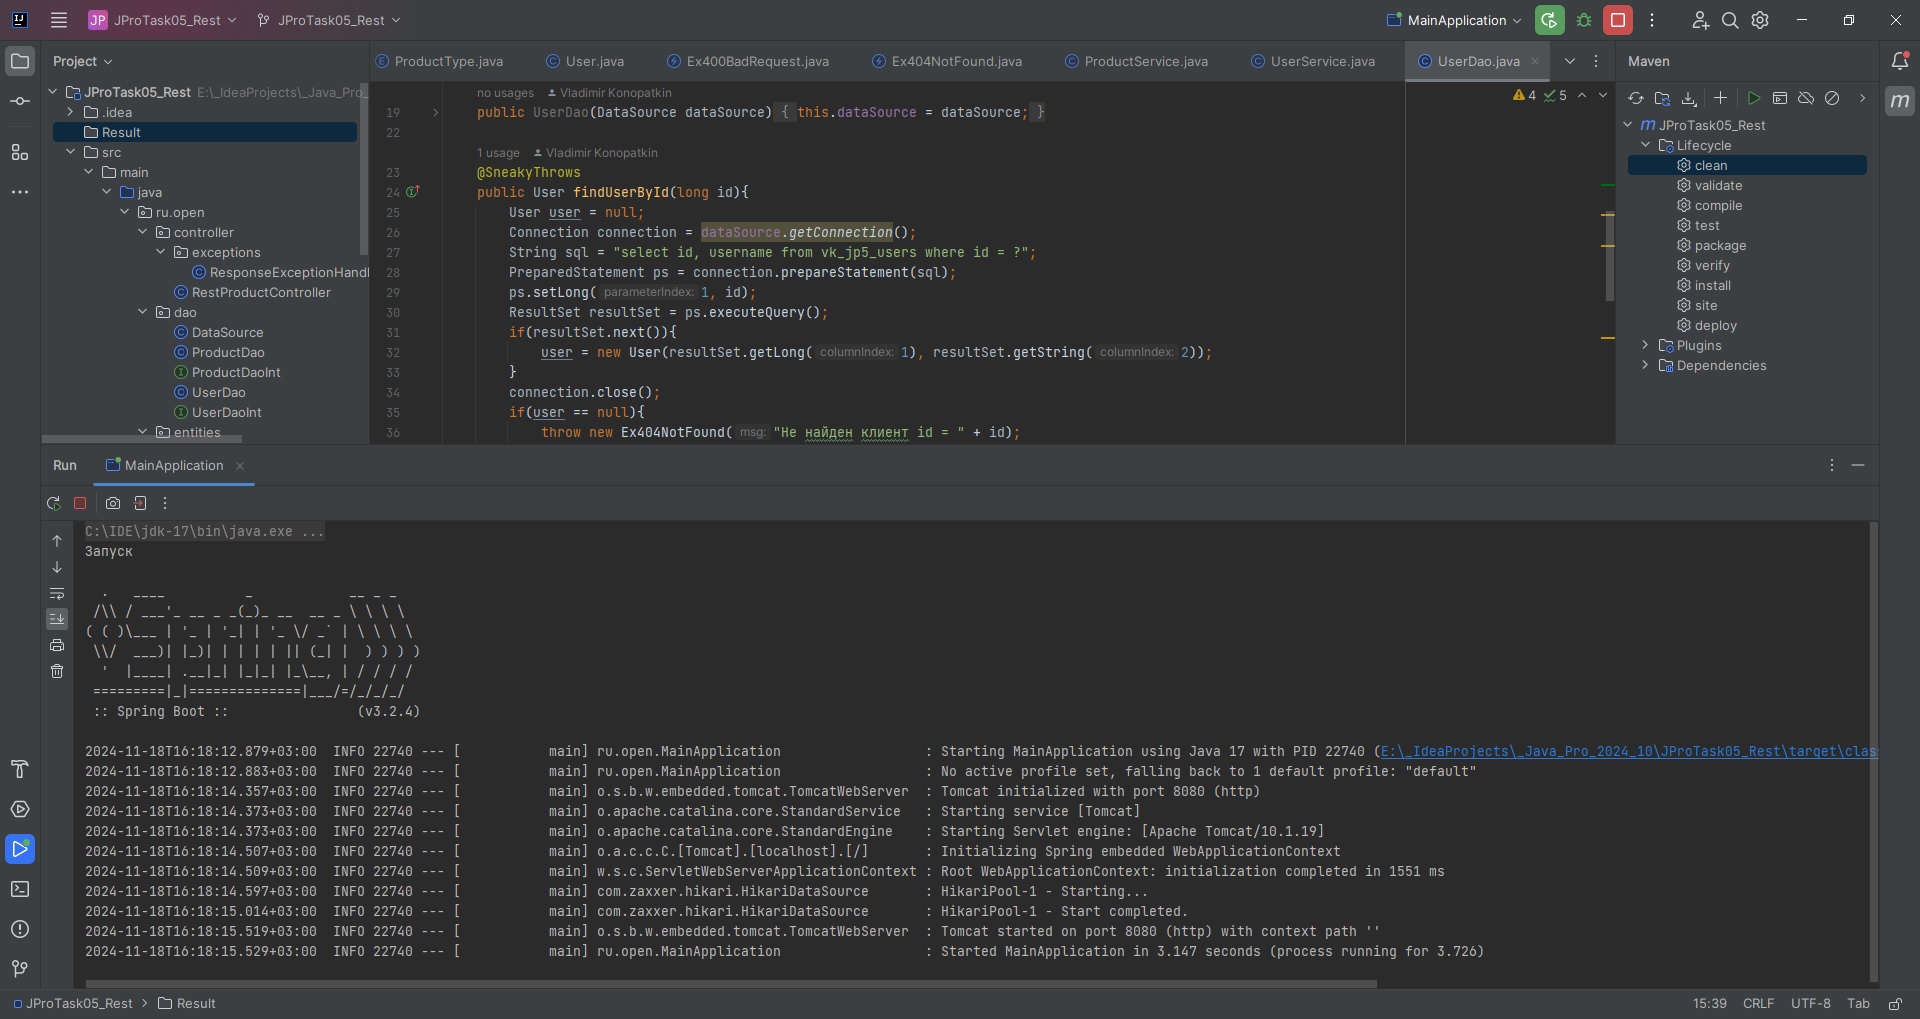 JP JProTask05_Rest JProTask05_Rest MainApplication
Project
ProductType.java User.java Ex400BadRequest.java Ex404NotFound.java ProductService.java UserService.java UserDao.java
Maven
JProTask05_Rest E:\_IdeaProjects\_Java_Pro_
.idea
Result
src
main
java
ru.open
controller
exceptions
ResponseExceptionHandl
RestProductController
dao
DataSource
ProductDao
ProductDaoInt
UserDao
UserDaoInt
entities
no usages Vladimir Konopatkin
4 5
19 public UserDao(DataSource dataSource) { this.dataSource = dataSource; }
22
1 usage Vladimir Konopatkin
23 @SneakyThrows
24 public User findUserById(long id){
25 User user = null;
26 Connection connection = dataSource.getConnection();
27 String sql = "select id, username from vk_jp5_users where id = ?";
28 PreparedStatement ps = connection.prepareStatement(sql);
29 ps.setLong( parameterIndex: 1, id);
30 ResultSet resultSet = ps.executeQuery();
31 if(resultSet.next()){
32 user = new User(resultSet.getLong( columnIndex: 1), resultSet.getString( columnIndex: 2));
33 }
34 connection.close();
35 if(user == null){
36 throw new Ex404NotFound( msg: "Не найден клиент id = " + id);
m JProTask05_Rest
Lifecycle
clean
validate
compile
test
package
verify
install
site
deploy
Plugins
Dependencies
m
Run MainApplication
C:\IDE\jdk-17\bin\java.exe ...
Запуск
  .   ____          _            __ _ _
 /\\ / ___'_ __ _ _(_)_ __  __ _ \ \ \ \
( ( )\___ | '_ | '_| | '_ \/ _` | \ \ \ \
 \\/  ___)| |_)| | | | | || (_| |  ) ) ) )
  '  |____| .__|_| |_|_| |_\__, | / / / /
 =========|_|==============|___/=/_/_/_/
:: Spring Boot :: (v3.2.4)
2024-11-18T16:18:12.879+03:00 INFO 22740 --- [ main] ru.open.MainApplication : Starting MainApplication using Java 17 with PID 22740 (E:\_IdeaProjects\_Java_Pro_2024_10\JProTask05_Rest\target\clas
2024-11-18T16:18:12.883+03:00 INFO 22740 --- [ main] ru.open.MainApplication : No active profile set, falling back to 1 default profile: "default"
2024-11-18T16:18:14.357+03:00 INFO 22740 --- [ main] o.s.b.w.embedded.tomcat.TomcatWebServer : Tomcat initialized with port 8080 (http)
2024-11-18T16:18:14.373+03:00 INFO 22740 --- [ main] o.apache.catalina.core.StandardService : Starting service [Tomcat]
2024-11-18T16:18:14.373+03:00 INFO 22740 --- [ main] o.apache.catalina.core.StandardEngine : Starting Servlet engine: [Apache Tomcat/10.1.19]
2024-11-18T16:18:14.507+03:00 INFO 22740 --- [ main] o.a.c.c.C.[Tomcat].[localhost].[/] : Initializing Spring embedded WebApplicationContext
2024-11-18T16:18:14.509+03:00 INFO 22740 --- [ main] w.s.c.ServletWebServerApplicationContext : Root WebApplicationContext: initialization completed in 1551 ms
2024-11-18T16:18:14.597+03:00 INFO 22740 --- [ main] com.zaxxer.hikari.HikariDataSource : HikariPool-1 - Starting...
2024-11-18T16:18:15.014+03:00 INFO 22740 --- [ main] com.zaxxer.hikari.HikariDataSource : HikariPool-1 - Start completed.
2024-11-18T16:18:15.519+03:00 INFO 22740 --- [ main] o.s.b.w.embedded.tomcat.TomcatWebServer : Tomcat started on port 8080 (http) with context path ''
2024-11-18T16:18:15.529+03:00 INFO 22740 --- [ main] ru.open.MainApplication : Started MainApplication in 3.147 seconds (process running for 3.726)
JProTask05_Rest Result 15:39 CRLF UTF-8 Tab